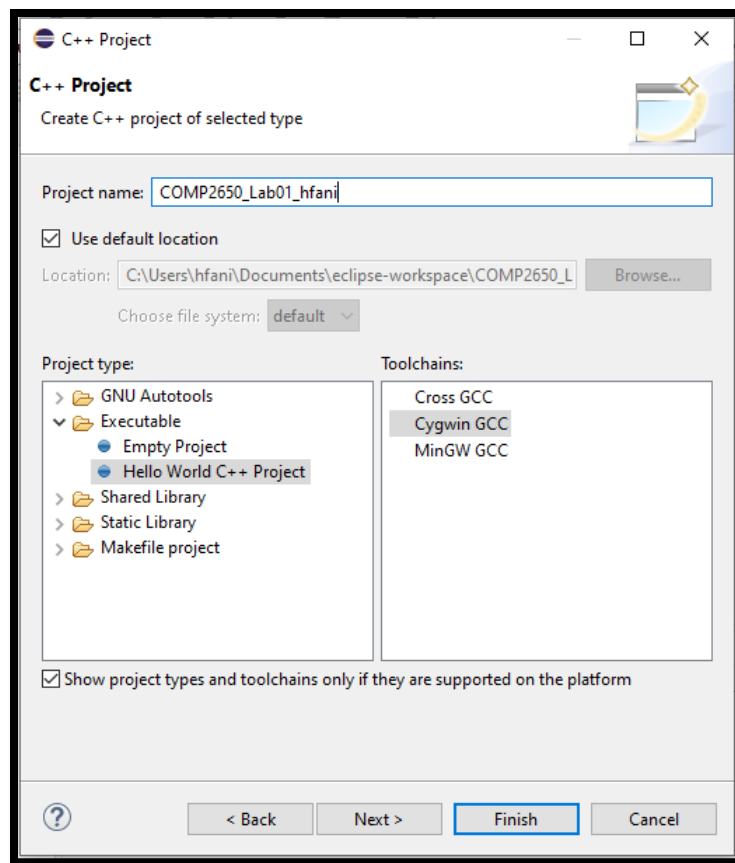 C++ Project
C++ Project
Create C++ project of selected type
Project name: COMP2650_Lab01_hfani
Use default location
Location: C:\Users\hfani\Documents\eclipse-workspace\COMP2650_L Browse...
Choose file system: default
Project type: Toolchains:
GNU Autotools Cross GCC
Executable Cygwin GCC
Empty Project MinGW GCC
Hello World C++ Project
Shared Library
Static Library
Makefile project
Show project types and toolchains only if they are supported on the platform
? < Back Next > Finish Cancel